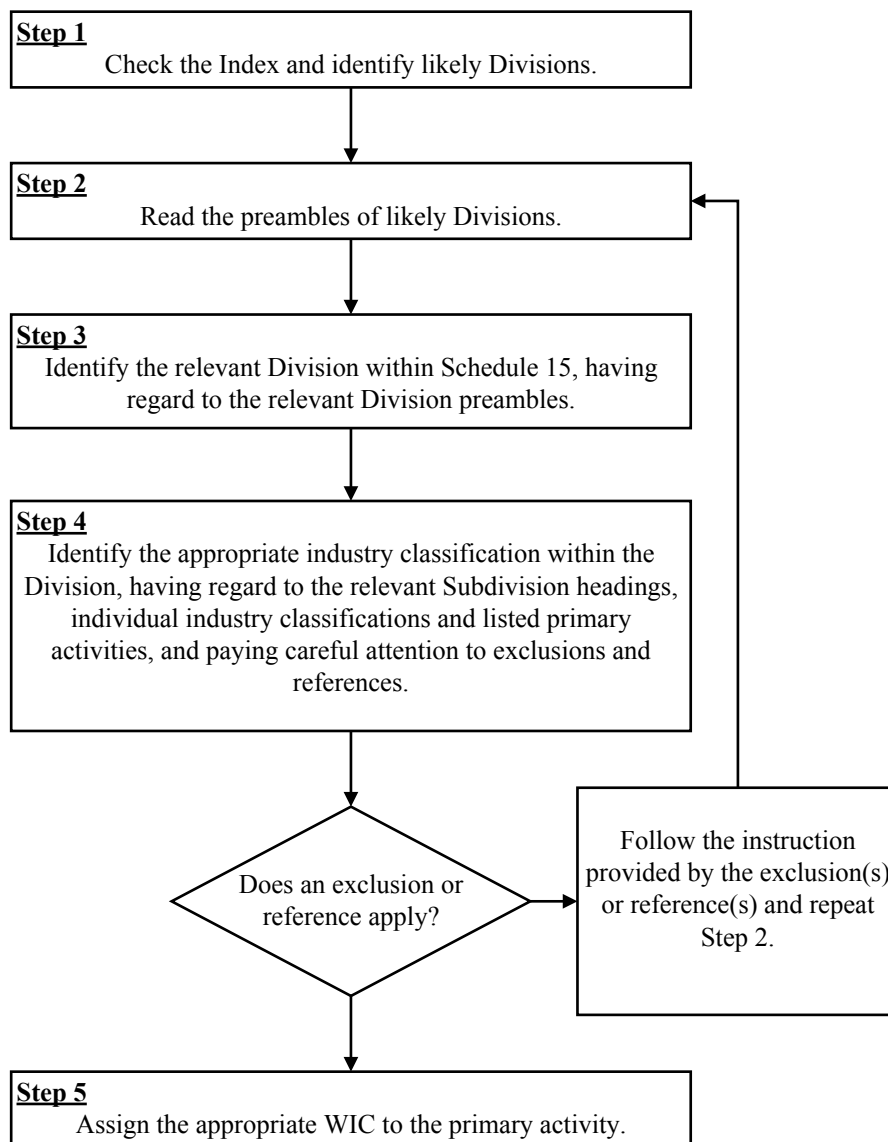 Step 1
Check the Index and identify likely Divisions.
Step 2
Read the preambles of likely Divisions.
Step 3
Identify the relevant Division within Schedule 15, having
regard to the relevant Division preambles.
Step 4
Identify the appropriate industry classification within the
Division, having regard to the relevant Subdivision headings,
individual industry classifications and listed primary
activities, and paying careful attention to exclusions and
references.
Does an exclusion or
reference apply?
Follow the instruction
provided by the exclusion(s)
or reference(s) and repeat
Step 2.
Step 5
Assign the appropriate WIC to the primary activity.